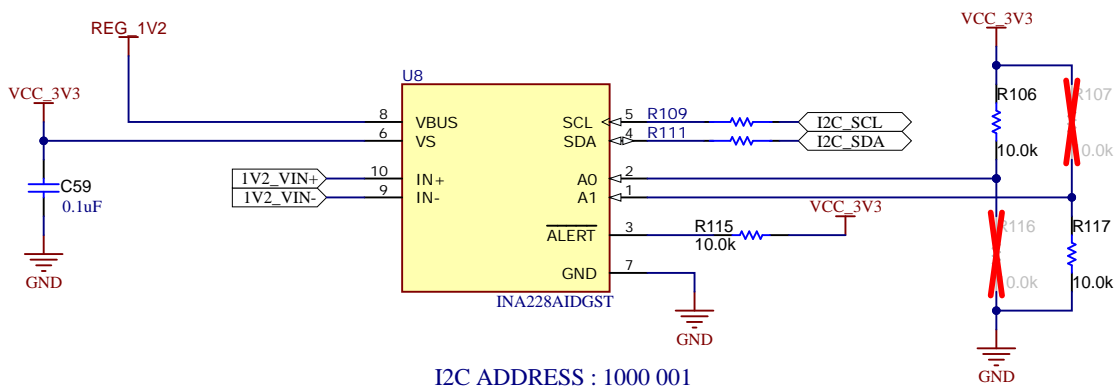 REG_1V2
VCC_3V3
C59
0.1uF
GND
U8
8 VBUS
6 VS
10 IN+
9 IN-
1V2_VIN+
1V2_VIN-
SCL 5 R109 I2C_SCL
SDA 4 R111 I2C_SDA
A0 2
A1 1
ALERT 3 R115
10.0k
VCC_3V3
GND 7
GND
INA228AIDGST
VCC_3V3
R106 R107
10.0k 10.0k
R116 R117
10.0k 10.0k
GND
I2C ADDRESS : 1000 001